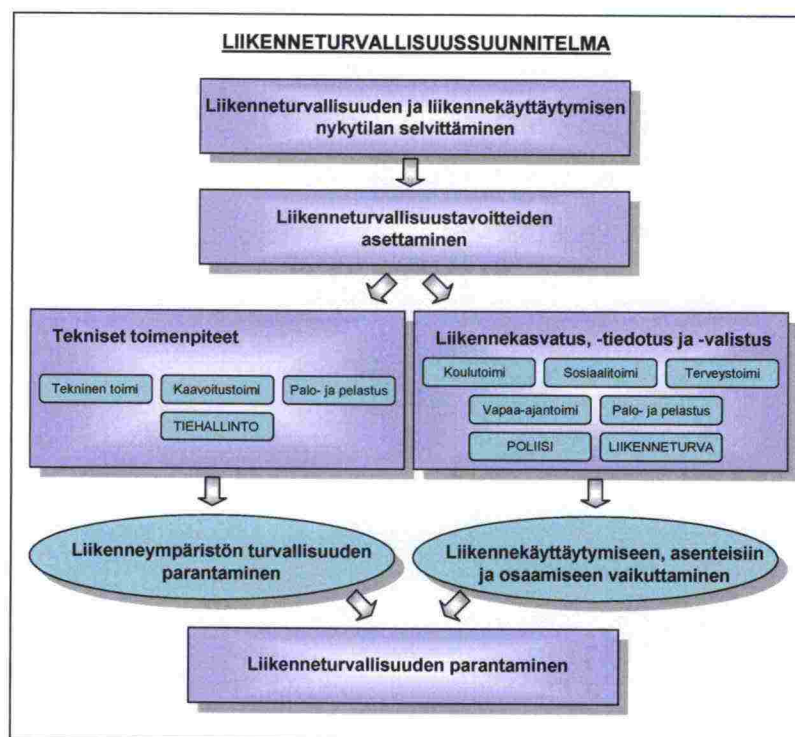 LIIKENNETURVALLISUUSSUUNNITELMA
Liikenneturvallisuuden ja liikennekäyttäytymisen
nykytilan selvittäminen
Liikenneturvallisuustavoitteiden
asettaminen
Tekniset toimenpiteet
Tekninen toimi
Kaavoitustoimi
Palo- ja pelastus
TIEHALLINTO
Liikennekasvatus, -tiedotus ja -valistus
Koulutoimi
Sosiaalitoimi
Terveystoimi
Vapaa-ajantoimi
Palo- ja pelastus
POLIISI
LIIKENNETURVA
Liikenneympäristön turvallisuuden
parantaminen
Liikennekäyttäytymiseen, asenteisiin
ja osaamiseen vaikuttaminen
Liikenneturvallisuuden parantaminen